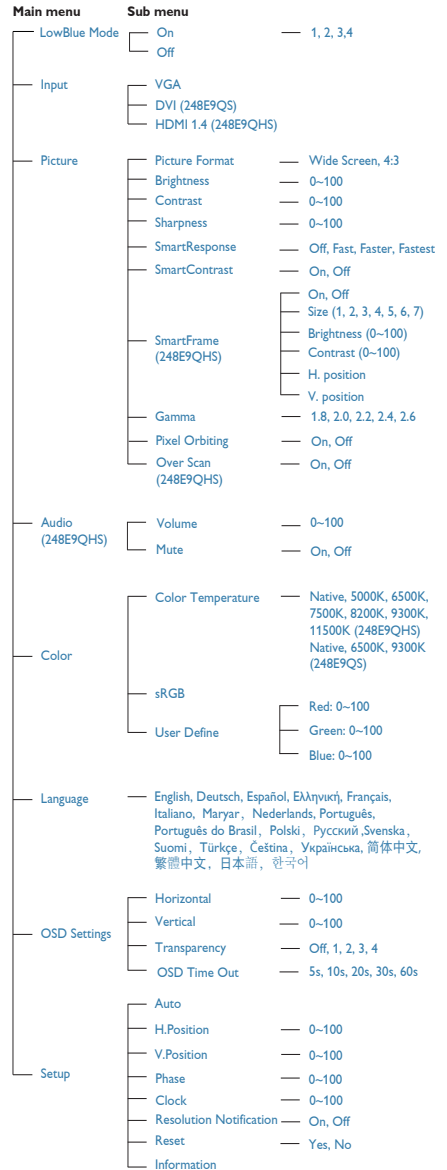 Main menu Sub menu
LowBlue Mode On 1, 2, 3,4
Off
Input VGA
DVI (248E9QS)
HDMI 1.4 (248E9QHS)
Picture Picture Format Wide Screen, 4:3
Brightness 0~100
Contrast 0~100
Sharpness 0~100
SmartResponse Off, Fast, Faster, Fastest
SmartContrast On, Off
On, Off
Size (1, 2, 3, 4, 5, 6, 7)
SmartFrame Brightness (0~100)
(248E9QHS) Contrast (0~100)
H. position
V. position
Gamma 1.8, 2.0, 2.2, 2.4, 2.6
Pixel Orbiting On, Off
Over Scan On, Off
(248E9QHS)
Audio Volume 0~100
(248E9QHS)
Mute On, Off
Color Temperature Native, 5000K, 6500K,
7500K, 8200K, 9300K,
11500K (248E9QHS)
Native, 6500K, 9300K
(248E9QS)
Color
sRGB
Red: 0~100
User Define Green: 0~100
Blue: 0~100
Language English, Deutsch, Español, Ελληνική, Français,
Italiano, Maryar, Nederlands, Português,
Português do Brasil, Polski, Русский ,Svenska,
Suomi, Türkçe, Čeština, Українська, 简体中文,
繁體中文, 日本語, 한국어
Horizontal 0~100
Vertical 0~100
OSD Settings
Transparency Off, 1, 2, 3, 4
OSD Time Out 5s, 10s, 20s, 30s, 60s
Auto
H.Position 0~100
V.Position 0~100
Setup Phase 0~100
Clock 0~100
Resolution Notification On, Off
Reset Yes, No
Information